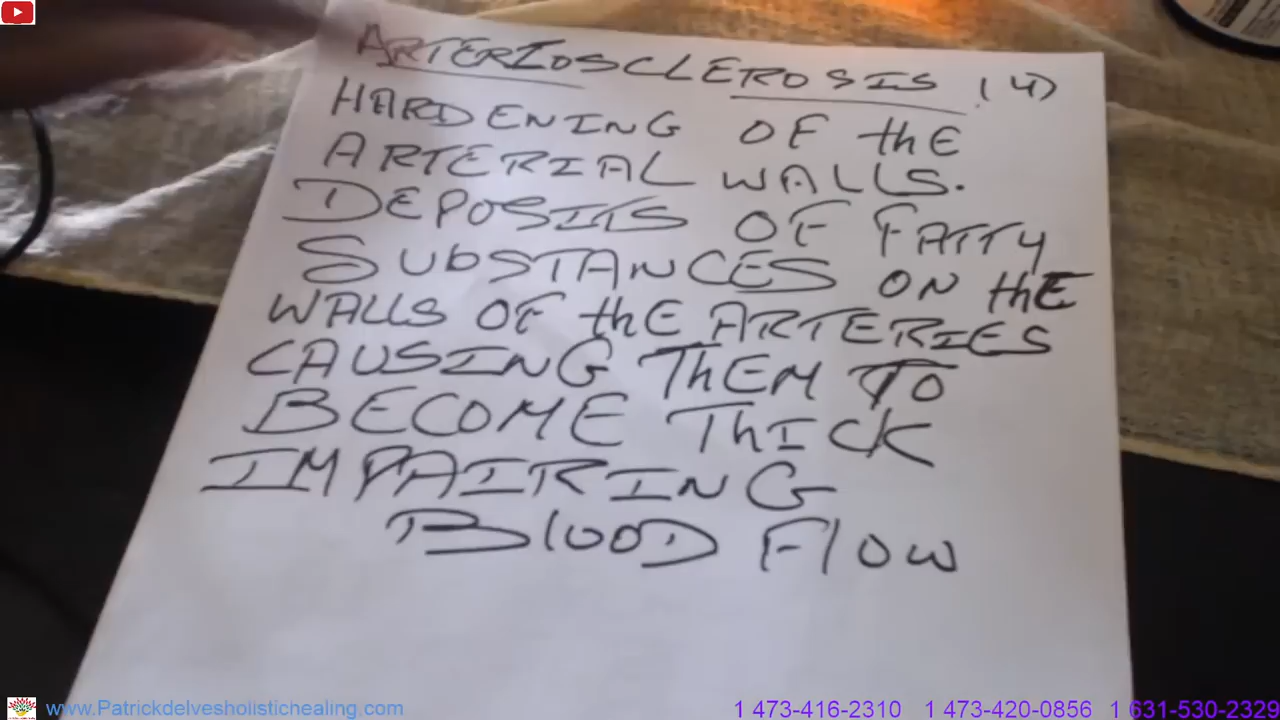 ARTERIOSCLEROSIS (4)
HARDENING OF thE
ARTERIAL WALLS.
DEPOSITS OF FATTY
SUbSTANCES ON thE
WALLS OF thE ARTERIES
CAUSING ThEM TO
BECOME ThICK
IMPAIRING
BlOOD FlOW
www.Patrickdelvesholistichealing.com
1 473-416-2310 1 473-420-0856 1 631-530-2329